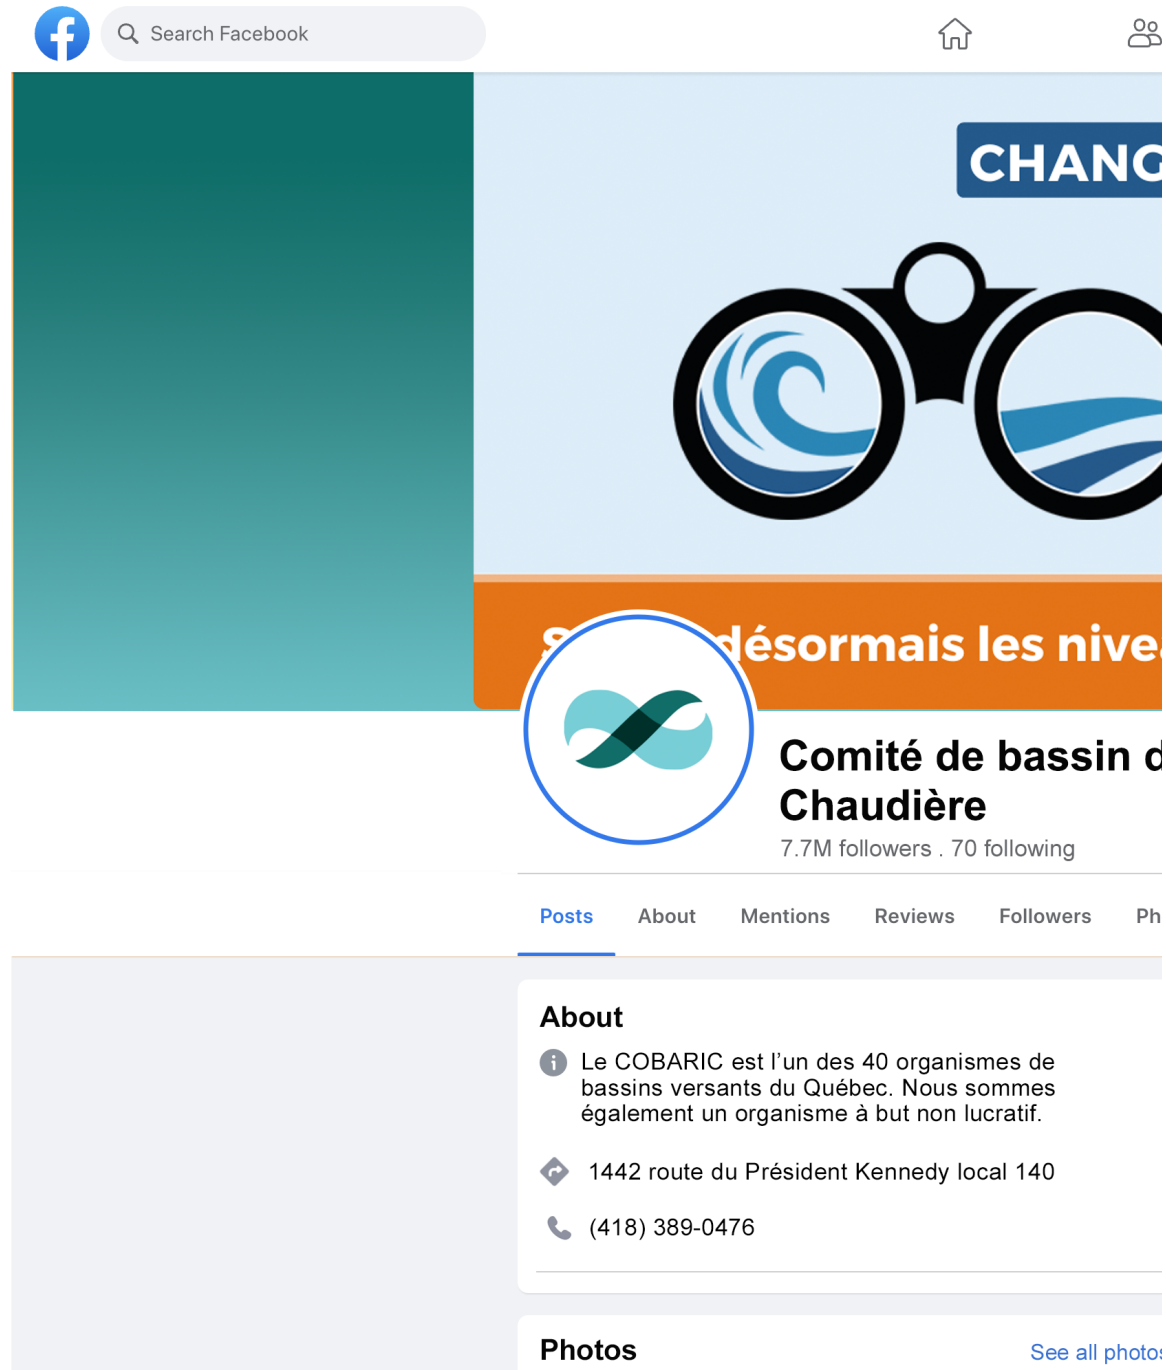 Search Facebook
CHANG
désormais les nive
Comité de bassin d
Chaudière
7.7M followers . 70 following
Posts About Mentions Reviews Followers Ph
About
Le COBARIC est l’un des 40 organismes de
bassins versants du Québec. Nous sommes
également un organisme à but non lucratif.
1442 route du Président Kennedy local 140
(418) 389-0476
Photos
See all photos